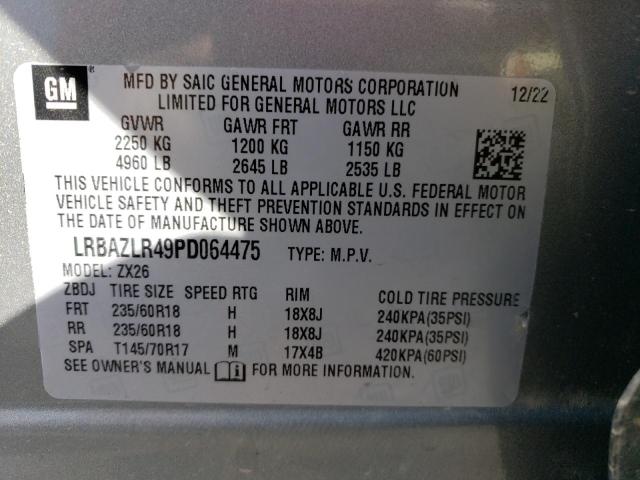 GM ®
MFD BY SAIC GENERAL MOTORS CORPORATION
LIMITED FOR GENERAL MOTORS LLC
12/22
GVWR GAWR FRT GAWR RR
2250 KG 1200 KG 1150 KG
4960 LB 2645 LB 2535 LB
THIS VEHICLE CONFORMS TO ALL APPLICABLE U.S. FEDERAL MOTOR
VEHICLE SAFETY AND THEFT PREVENTION STANDARDS IN EFFECT ON
THE DATE OF MANUFACTURE SHOWN ABOVE.
LRBAZLR49PD064475 TYPE: M.P.V.
MODEL: ZX26
ZBDJ TIRE SIZE SPEED RTG RIM COLD TIRE PRESSURE
FRT 235/60R18 H 18X8J 240KPA(35PSI)
RR 235/60R18 H 18X8J 240KPA(35PSI)
SPA T145/70R17 M 17X4B 420KPA(60PSI)
SEE OWNER'S MANUAL FOR MORE INFORMATION.